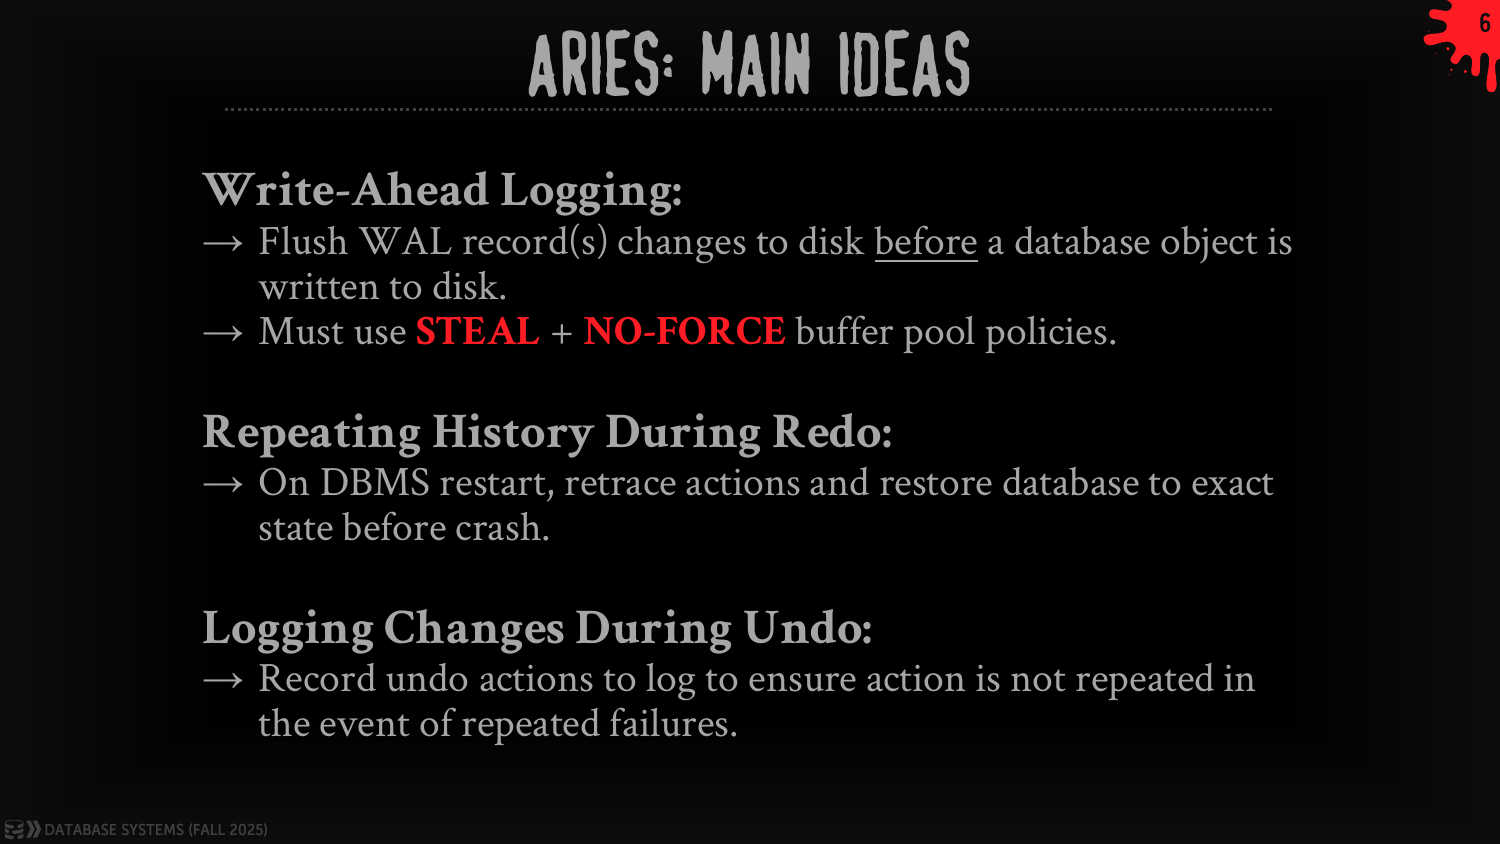 6
ARIES: MAIN IDEAS
Write-Ahead Logging:
→ Flush WAL record(s) changes to disk before a database object is
written to disk.
→ Must use STEAL + NO-FORCE buffer pool policies.
Repeating History During Redo:
→ On DBMS restart, retrace actions and restore database to exact
state before crash.
Logging Changes During Undo:
→ Record undo actions to log to ensure action is not repeated in
the event of repeated failures.
DATABASE SYSTEMS (FALL 2025)